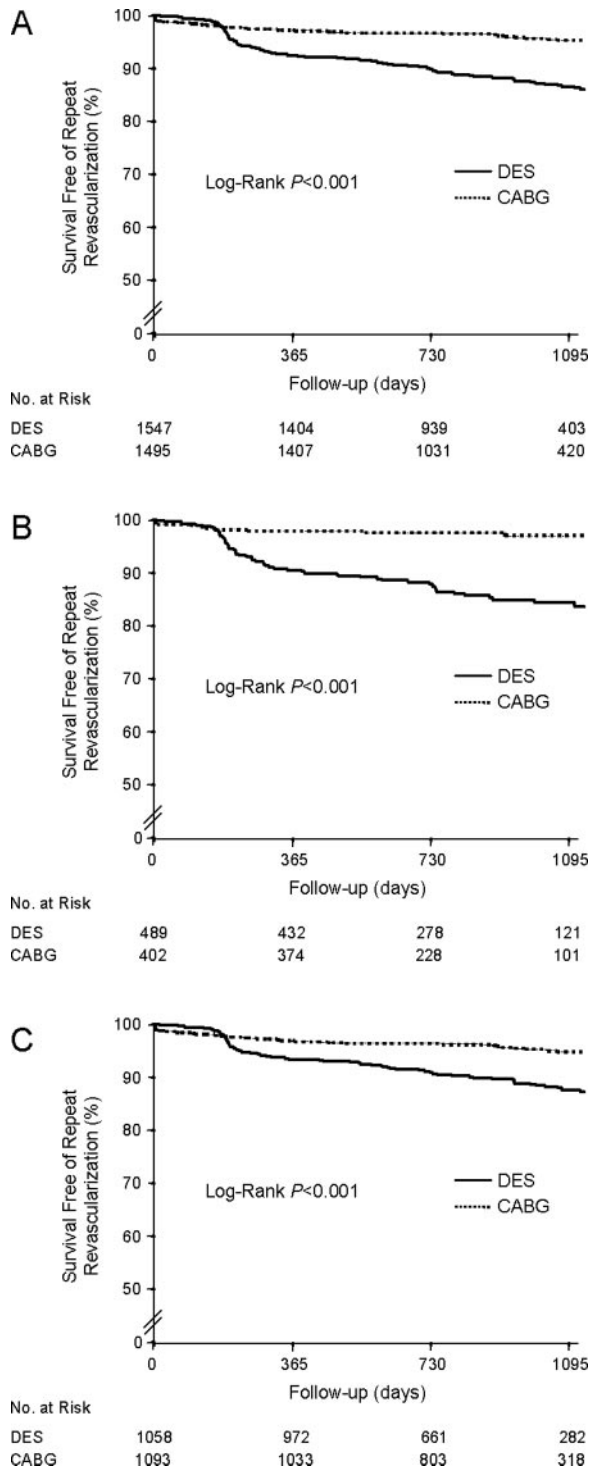 A
Survival Free of Repeat
Revascularization (%)
100
90
80
70
60
50
0
Log-Rank P<0.001
DES
CABG
0 365 730 1095
Follow-up (days)
No. at Risk
DES 1547 1404 939 403
CABG 1495 1407 1031 420
B
Survival Free of Repeat
Revascularization (%)
100
90
80
70
60
50
0
Log-Rank P<0.001
DES
CABG
0 365 730 1095
Follow-up (days)
No. at Risk
DES 489 432 278 121
CABG 402 374 228 101
C
Survival Free of Repeat
Revascularization (%)
100
90
80
70
60
50
0
Log-Rank P<0.001
DES
CABG
0 365 730 1095
Follow-up (days)
No. at Risk
DES 1058 972 661 282
CABG 1093 1033 803 318